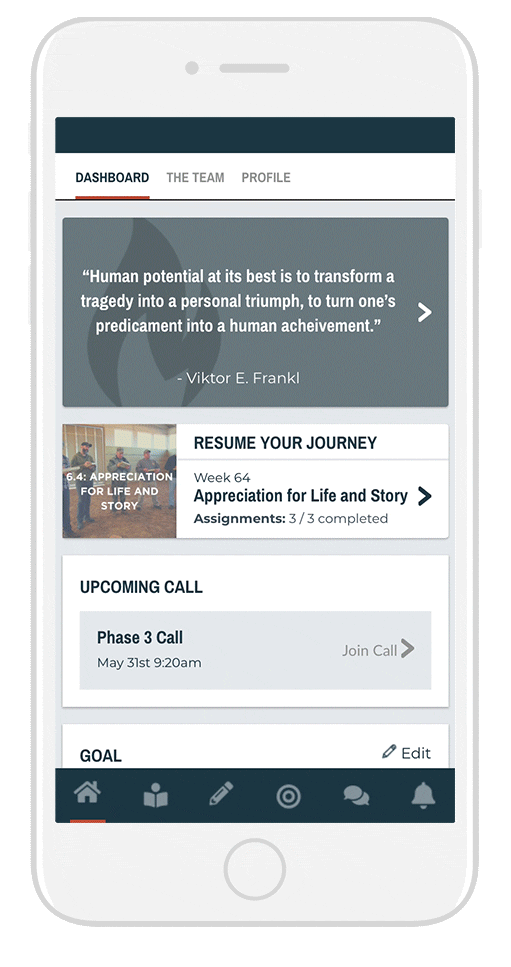 DASHBOARD THE TEAM PROFILE
“Human potential at its best is to transform a
tragedy into a personal triumph, to turn one’s
predicament into a human acheivement.”
- Viktor E. Frankl
6.4: APPRECIATION
FOR LIFE AND
STORY
RESUME YOUR JOURNEY
Week 64
Appreciation for Life and Story
Assignments: 3 / 3 completed
UPCOMING CALL
Phase 3 Call
May 31st 9:20am
Join Call
GOAL
Edit